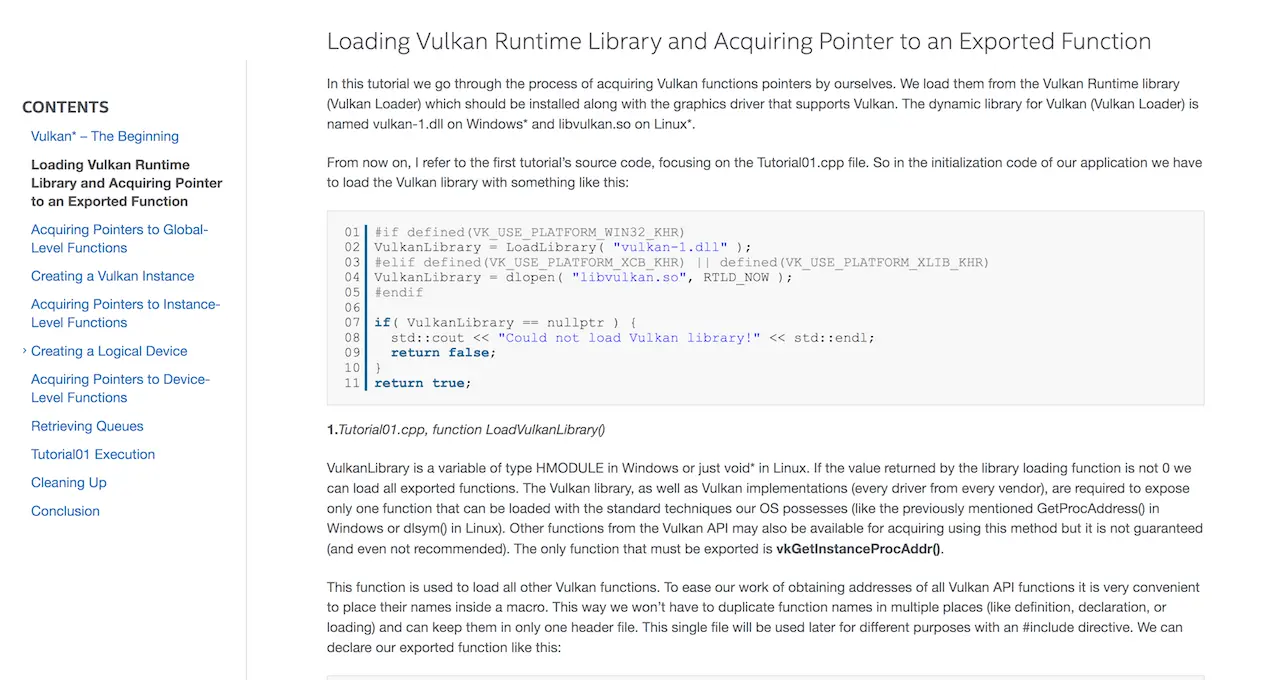 Loading Vulkan Runtime Library and Acquiring Pointer to an Exported Function
CONTENTS
Vulkan* – The Beginning
Loading Vulkan Runtime
Library and Acquiring Pointer
to an Exported Function
Acquiring Pointers to Global-
Level Functions
Creating a Vulkan Instance
Acquiring Pointers to Instance-
Level Functions
› Creating a Logical Device
Acquiring Pointers to Device-
Level Functions
Retrieving Queues
Tutorial01 Execution
Cleaning Up
Conclusion
In this tutorial we go through the process of acquiring Vulkan functions pointers by ourselves. We load them from the Vulkan Runtime library
(Vulkan Loader) which should be installed along with the graphics driver that supports Vulkan. The dynamic library for Vulkan (Vulkan Loader) is
named vulkan-1.dll on Windows* and libvulkan.so on Linux*.
From now on, I refer to the first tutorial's source code, focusing on the Tutorial01.cpp file. So in the initialization code of our application we have
to load the Vulkan library with something like this:
01 #if defined(VK_USE_PLATFORM_WIN32_KHR)
02 VulkanLibrary = LoadLibrary( "vulkan-1.dll" );
03 #elif defined(VK_USE_PLATFORM_XCB_KHR) || defined(VK_USE_PLATFORM_XLIB_KHR)
04 VulkanLibrary = dlopen( "libvulkan.so", RTLD_NOW );
05 #endif
06
07 if( VulkanLibrary == nullptr ) {
08   std::cout << "Could not load Vulkan library!" << std::endl;
09   return false;
10 }
11 return true;
1.Tutorial01.cpp, function LoadVulkanLibrary()
VulkanLibrary is a variable of type HMODULE in Windows or just void* in Linux. If the value returned by the library loading function is not 0 we
can load all exported functions. The Vulkan library, as well as Vulkan implementations (every driver from every vendor), are required to expose
only one function that can be loaded with the standard techniques our OS possesses (like the previously mentioned GetProcAddress() in
Windows or dlsym() in Linux). Other functions from the Vulkan API may also be available for acquiring using this method but it is not guaranteed
(and even not recommended). The only function that must be exported is vkGetInstanceProcAddr().
This function is used to load all other Vulkan functions. To ease our work of obtaining addresses of all Vulkan API functions it is very convenient
to place their names inside a macro. This way we won't have to duplicate function names in multiple places (like definition, declaration, or
loading) and can keep them in only one header file. This single file will be used later for different purposes with an #include directive. We can
declare our exported function like this: